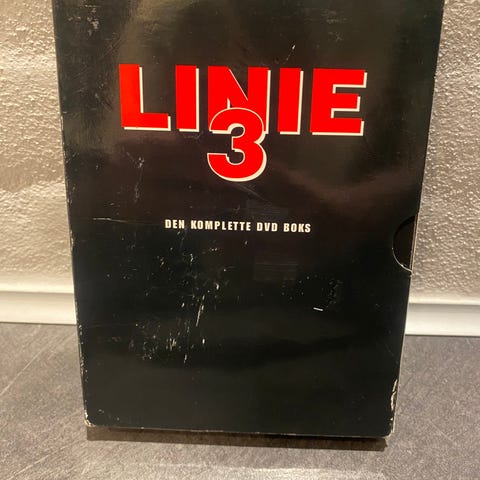 LINIE
3
DEN KOMPLETTE DVD BOKS